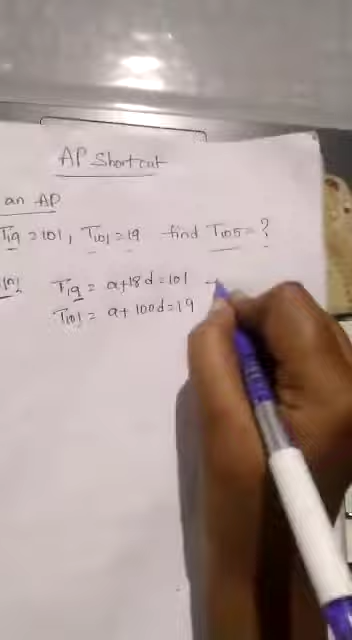 AP Shortcut
an AP
T19 = 101, T101 = 19 find T105 = ?
T19 = a+18d=101
T101 = a+100d=19